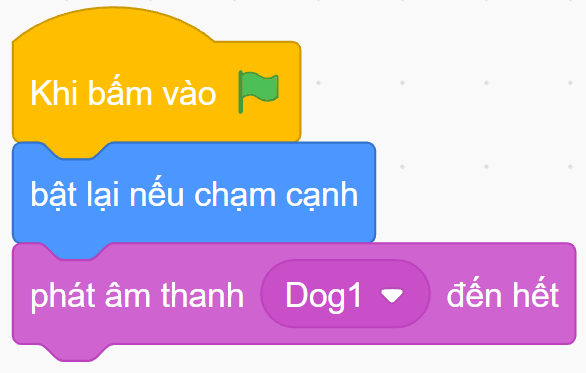 Khi bấm vào
bật lại nếu chạm cạnh
phát âm thanh Dog1 đến hết